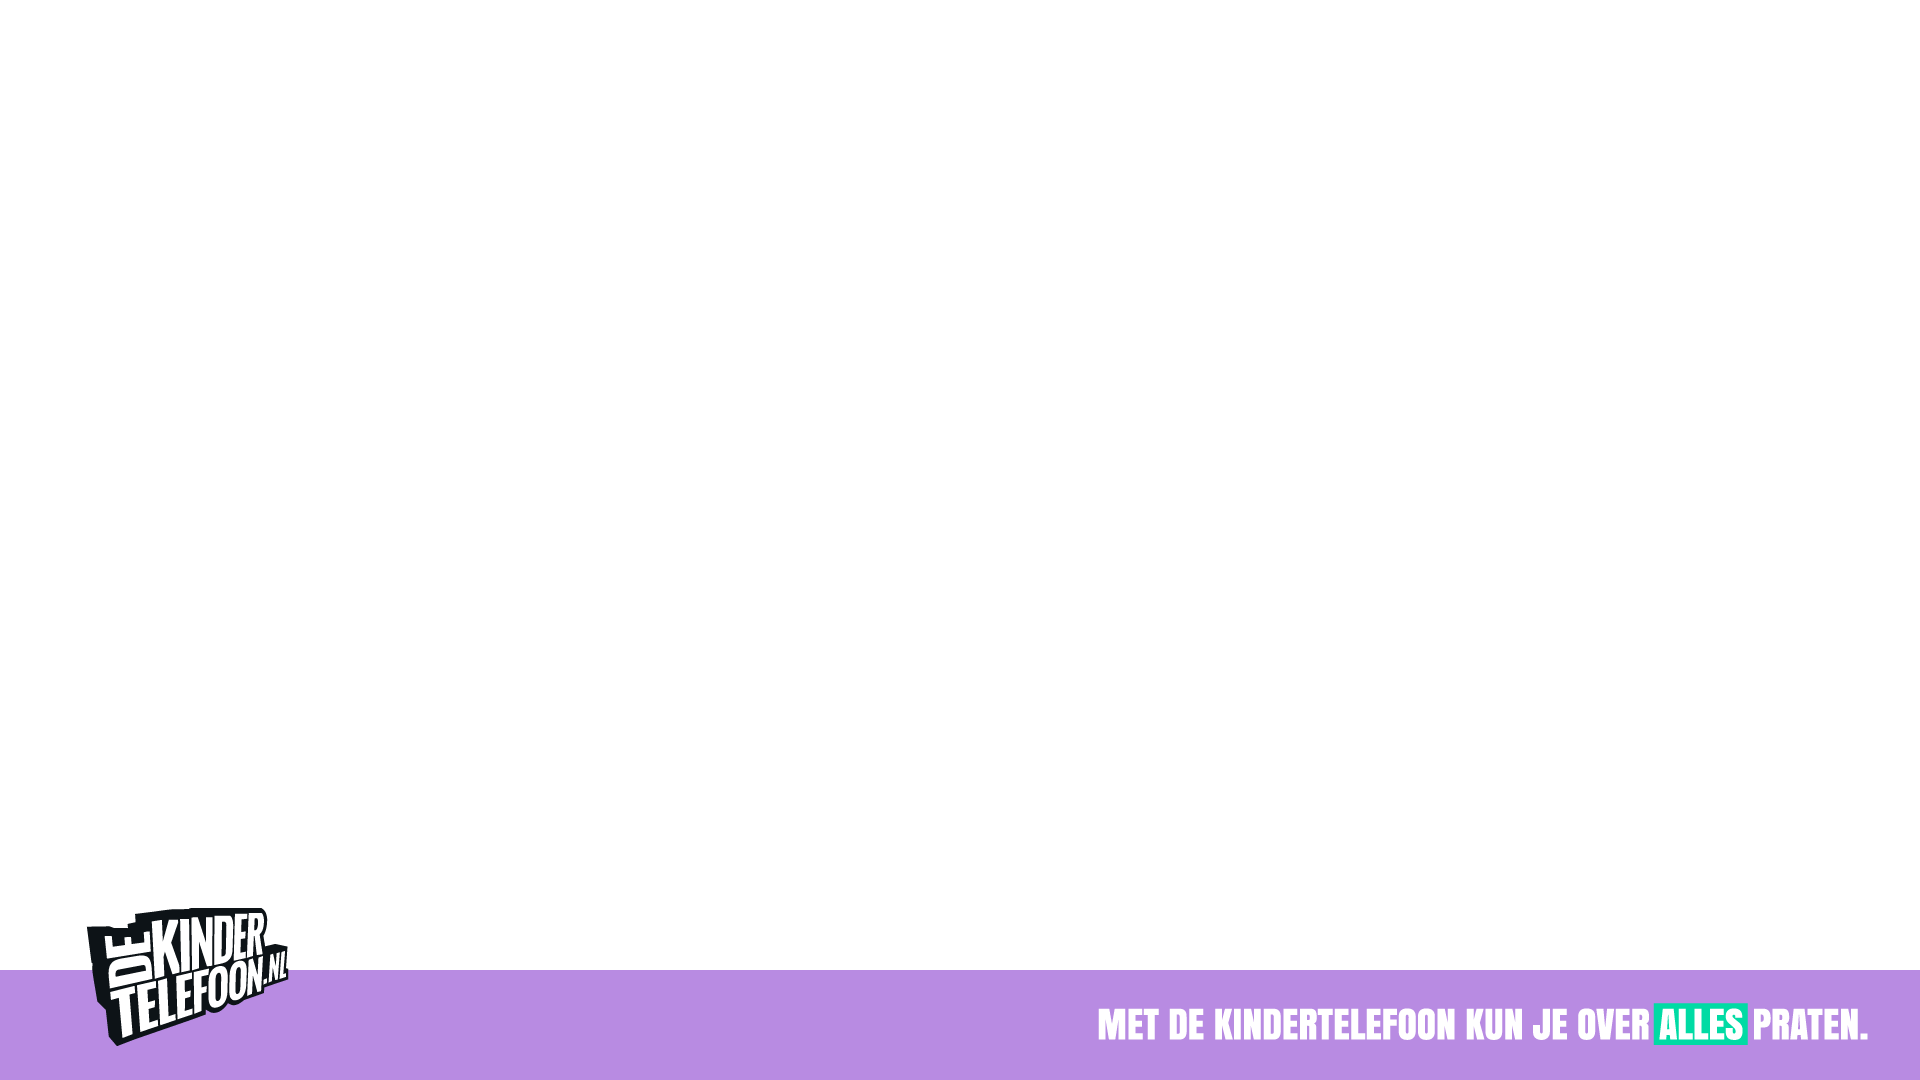 DE KINDER
TELEFOON.NL
MET DE KINDERTELEFOON KUN JE OVER ALLES PRATEN.